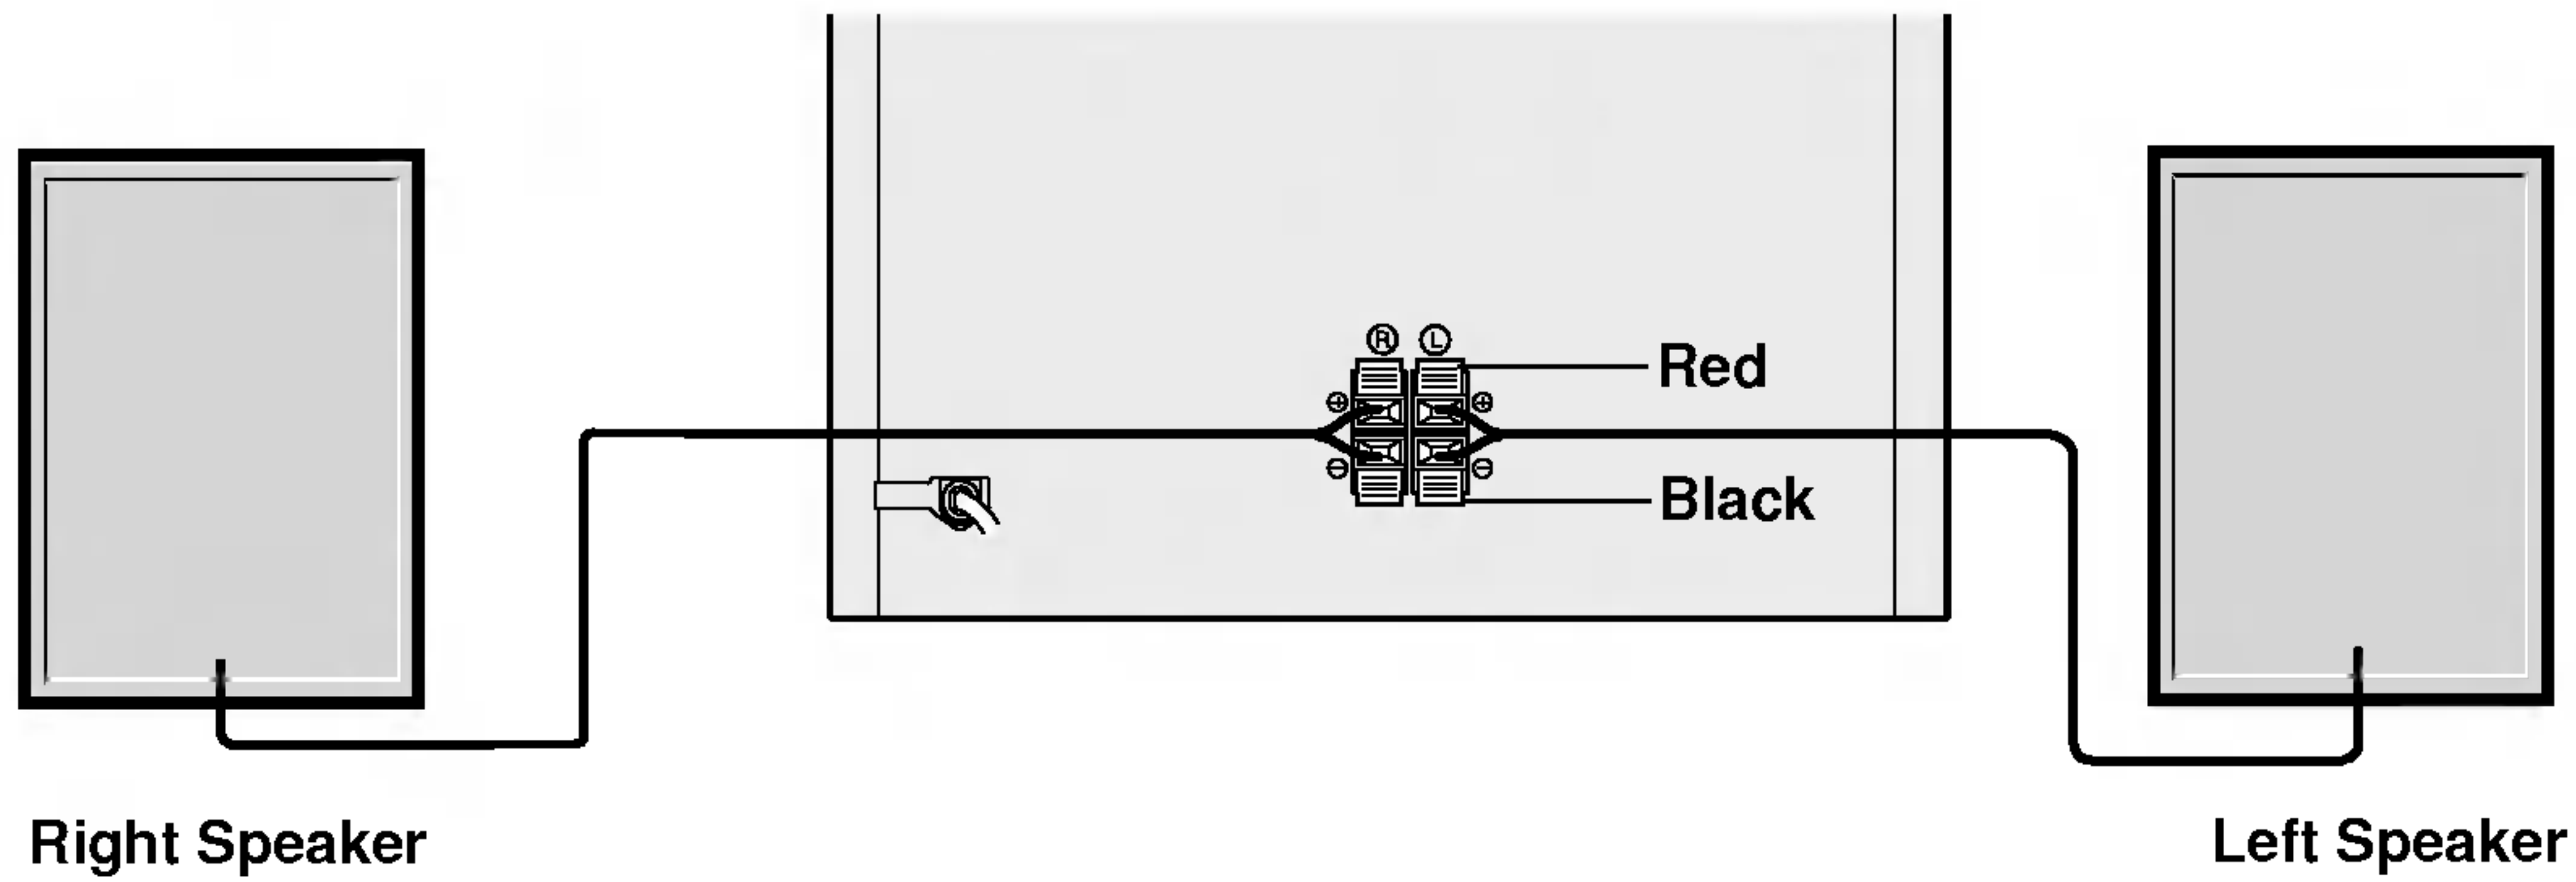 R L
Red
+ +
- -
Black
Right Speaker
Left Speaker